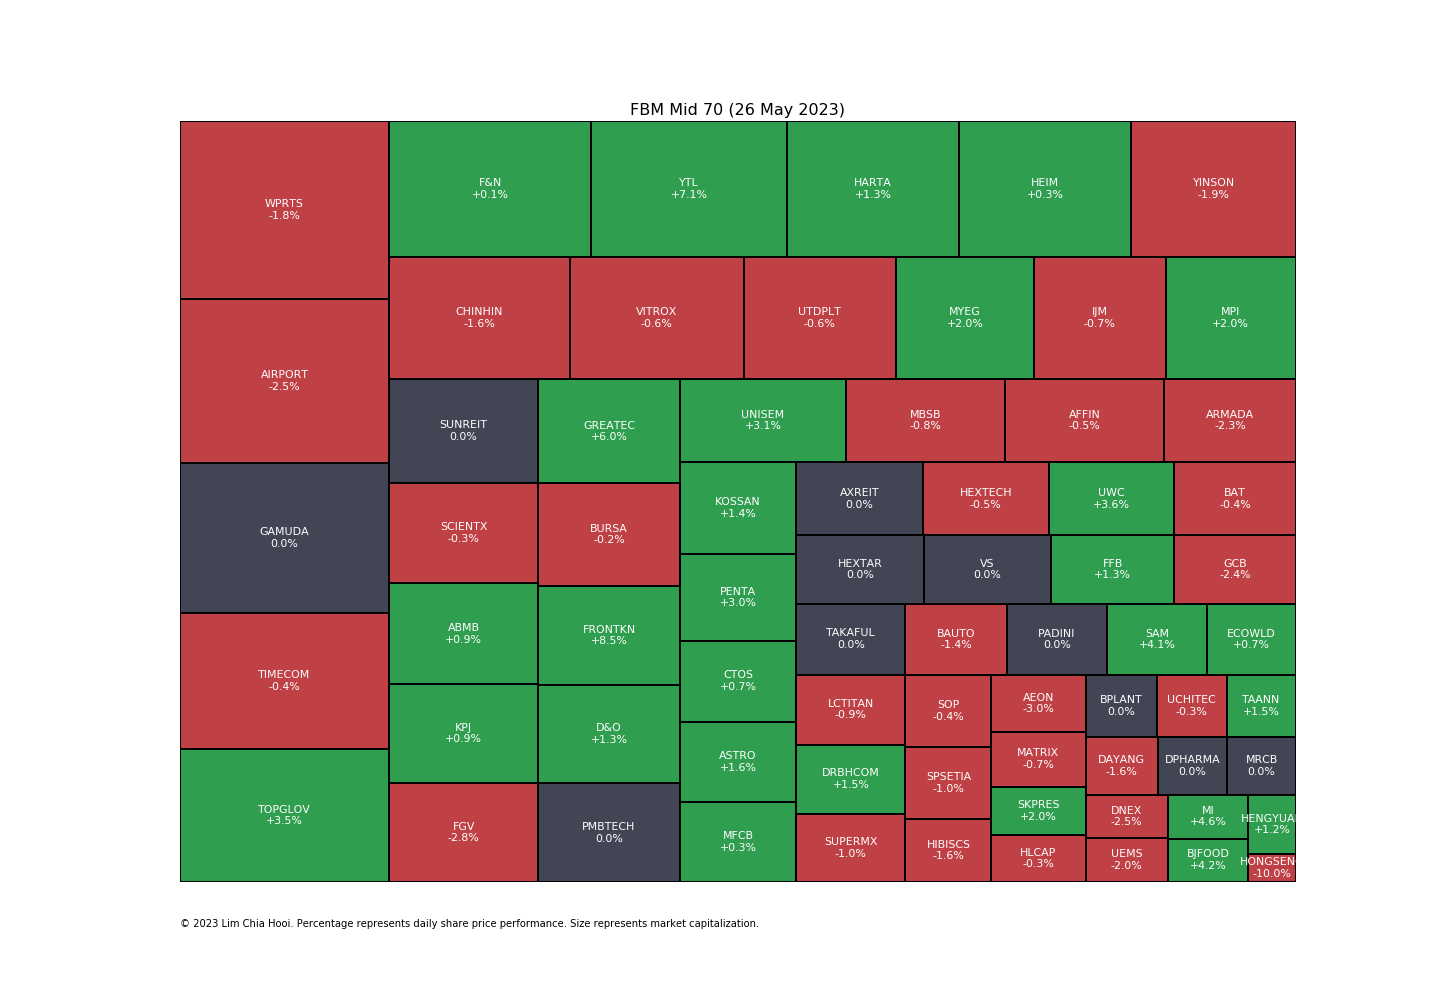 FBM Mid 70 (26 May 2023)
WPRTS
-1.8%
AIRPORT
-2.5%
GAMUDA
0.0%
TIMECOM
-0.4%
TOPGLOV
+3.5%
F&N
+0.1%
YTL
+7.1%
HARTA
+1.3%
HEIM
+0.3%
YINSON
-1.9%
CHINHIN
-1.6%
VITROX
-0.6%
UTDPLT
-0.6%
MYEG
+2.0%
IJM
-0.7%
MPI
+2.0%
SUNREIT
0.0%
SCIENTX
-0.3%
ABMB
+0.9%
KPJ
+0.9%
FGV
-2.8%
GREATEC
+6.0%
BURSA
-0.2%
FRONTKN
+8.5%
D&O
+1.3%
PMBTECH
0.0%
UNISEM
+3.1%
MBSB
-0.8%
AFFIN
-0.5%
ARMADA
-2.3%
KOSSAN
+1.4%
PENTA
+3.0%
CTOS
+0.7%
ASTRO
+1.6%
MFCB
+0.3%
AXREIT
0.0%
HEXTECH
-0.5%
UWC
+3.6%
BAT
-0.4%
HEXTAR
0.0%
VS
0.0%
FFB
+1.3%
GCB
-2.4%
TAKAFUL
0.0%
BAUTO
-1.4%
PADINI
0.0%
SAM
+4.1%
ECOWLD
+0.7%
LCTITAN
-0.9%
DRBHCOM
+1.5%
SUPERMX
-1.0%
SOP
-0.4%
SPSETIA
-1.0%
HIBISCS
-1.6%
AEON
-3.0%
MATRIX
-0.7%
SKPRES
+2.0%
HLCAP
-0.3%
BPLANT
0.0%
UCHITEC
-0.3%
TAANN
+1.5%
DAYANG
-1.6%
DPHARMA
0.0%
MRCB
0.0%
DNEX
-2.5%
UEMS
-2.0%
MI
+4.6%
BJFOOD
+4.2%
HENGYUAN
+1.2%
HONGSENG
-10.0%
© 2023 Lim Chia Hooi. Percentage represents daily share price performance. Size represents market capitalization.